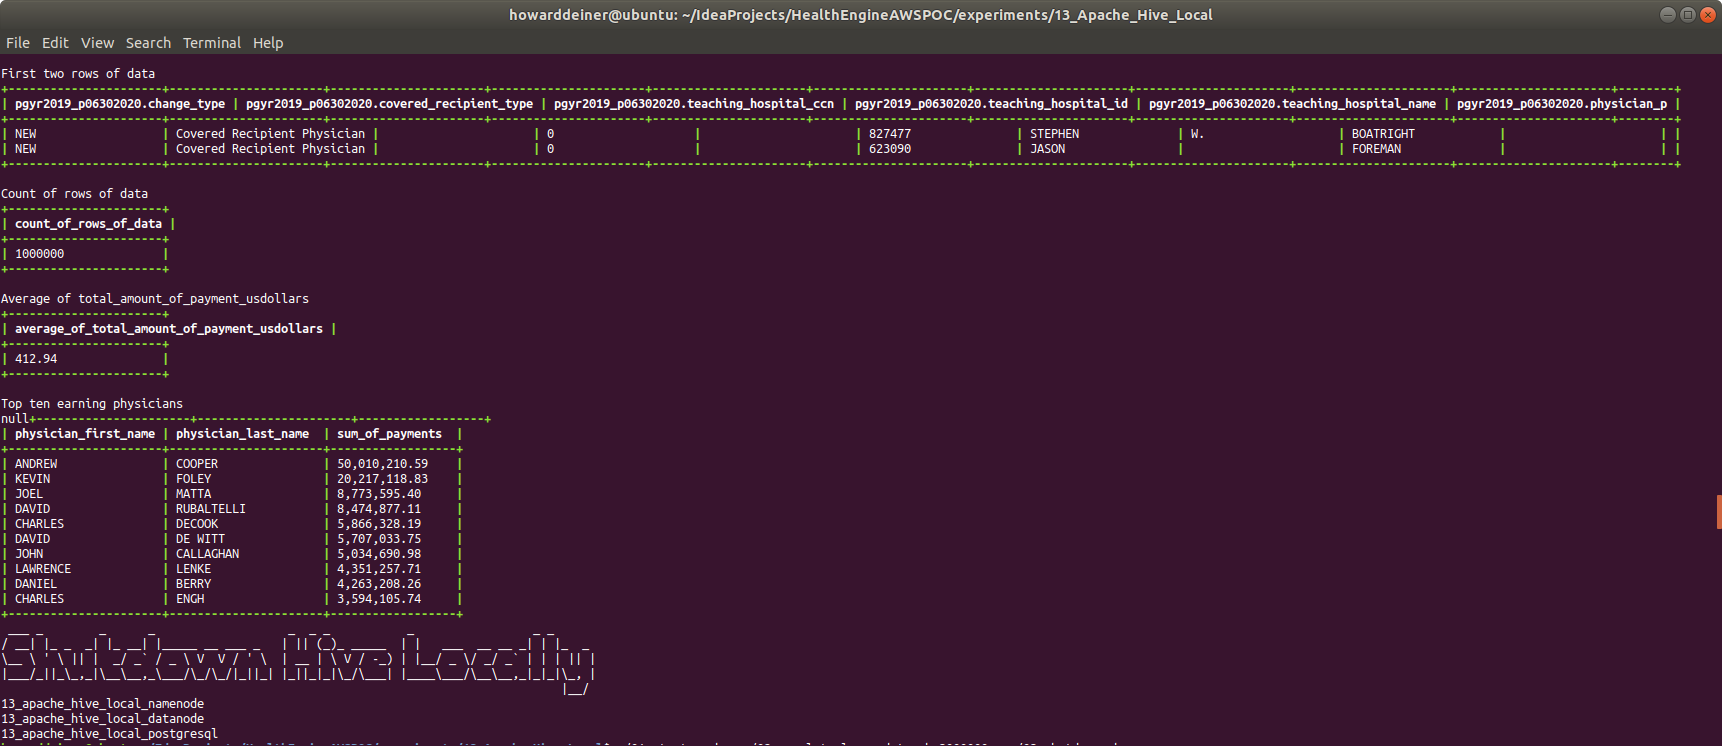 howarddeiner@ubuntu: ~/IdeaProjects/HealthEngineAWSPOC/experiments/13_Apache_Hive_Local
File Edit View Search Terminal Help
First two rows of data
| pgyr2019_p06302020.change_type | pgyr2019_p06302020.covered_recipient_type | pgyr2019_p06302020.teaching_hospital_ccn | pgyr2019_p06302020.teaching_hospital_id | pgyr2019_p06302020.teaching_hospital_name | pgyr2019_p06302020.physician_p |
| NEW | Covered Recipient Physician | | 0 | | 827477 | STEPHEN | W. | BOATRIGHT | | |
| NEW | Covered Recipient Physician | | 0 | | 623090 | JASON | | FOREMAN | | |
Count of rows of data
| count_of_rows_of_data |
| 1000000 |
Average of total_amount_of_payment_usdollars
| average_of_total_amount_of_payment_usdollars |
| 412.94 |
Top ten earning physicians
null
| physician_first_name | physician_last_name | sum_of_payments |
| ANDREW | COOPER | 50,010,210.59 |
| KEVIN | FOLEY | 20,217,118.83 |
| JOEL | MATTA | 8,773,595.40 |
| DAVID | RUBALTELLI | 8,474,877.11 |
| CHARLES | DECOOK | 5,866,328.19 |
| DAVID | DE WITT | 5,707,033.75 |
| JOHN | CALLAGHAN | 5,034,690.98 |
| LAWRENCE | LENKE | 4,351,257.71 |
| DANIEL | BERRY | 4,263,208.26 |
| CHARLES | ENGH | 3,594,105.74 |
Shutdown Hive Locally
13_apache_hive_local_namenode
13_apache_hive_local_datanode
13_apache_hive_local_postgresql